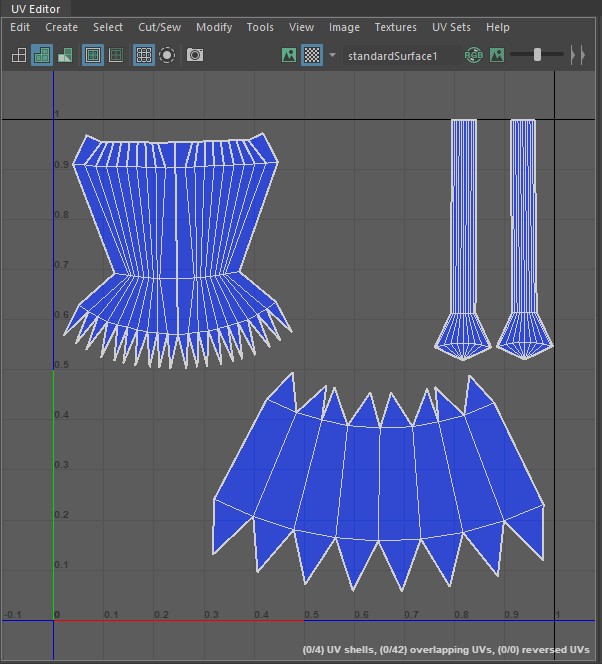 UV Editor
Edit Create Select Cut/Sew Modify Tools View Image Textures UV Sets Help
standardSurface1
RGB
1
0.9
0.8
0.7
0.6
0.5
0.4
0.3
0.2
0.1
-0.1 0 0.1 0.2 0.3 0.4 0.5 0.6 0.7 0.8 0.9 1
(0/4) UV shells, (0/42) overlapping UVs, (0/0) reversed UVs